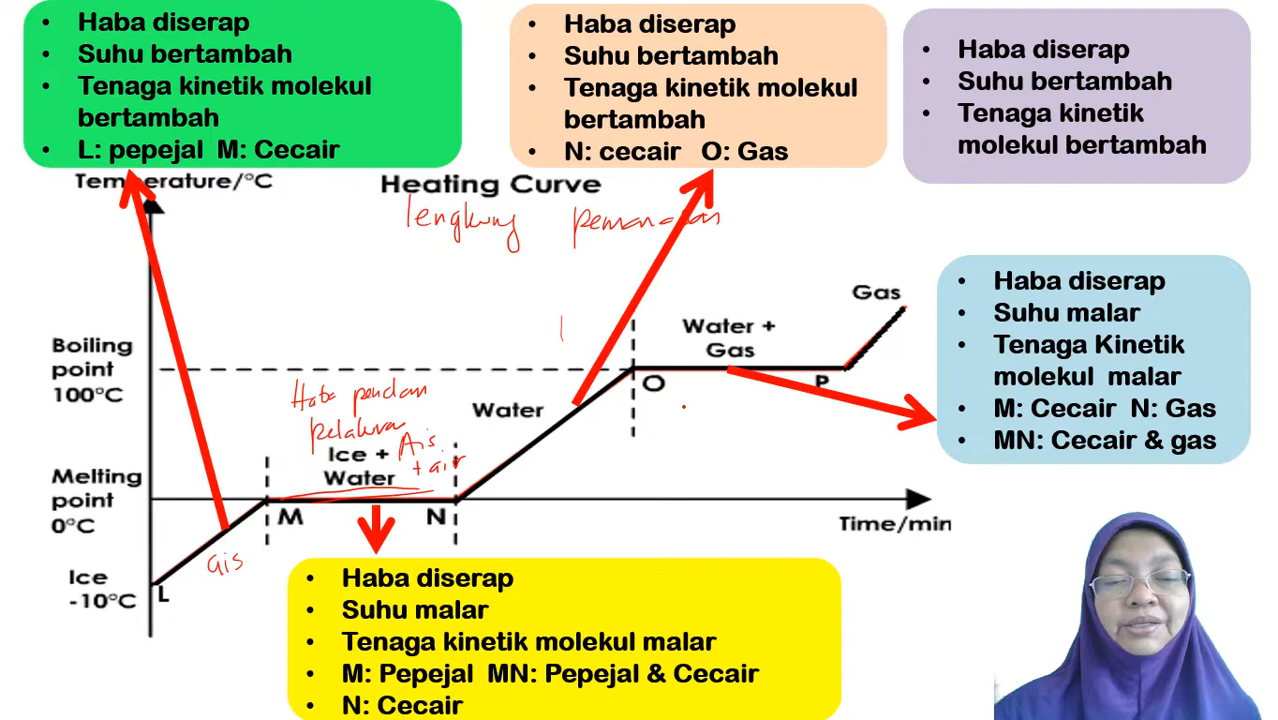 • Haba diserap
• Suhu bertambah
• Tenaga kinetik molekul
bertambah
• L: pepejal M: Cecair
• Haba diserap
• Suhu bertambah
• Tenaga kinetik molekul
bertambah
• N: cecair O: Gas
• Haba diserap
• Suhu bertambah
• Tenaga kinetik
molekul bertambah
Temperature/°C
Heating Curve
lengkung pemanasan
• Haba diserap
• Suhu malar
• Tenaga Kinetik
molekul malar
• M: Cecair N: Gas
• MN: Cecair & gas
Gas
Water +
Gas
Boiling
point
100°C
O
P
Haba pendam
pelakuran
Water
Ais
+ air
Ice +
Water
Melting
point
0°C
M
N
Time/min
ais
Ice
-10°C
L
• Haba diserap
• Suhu malar
• Tenaga kinetik molekul malar
• M: Pepejal MN: Pepejal & Cecair
• N: Cecair